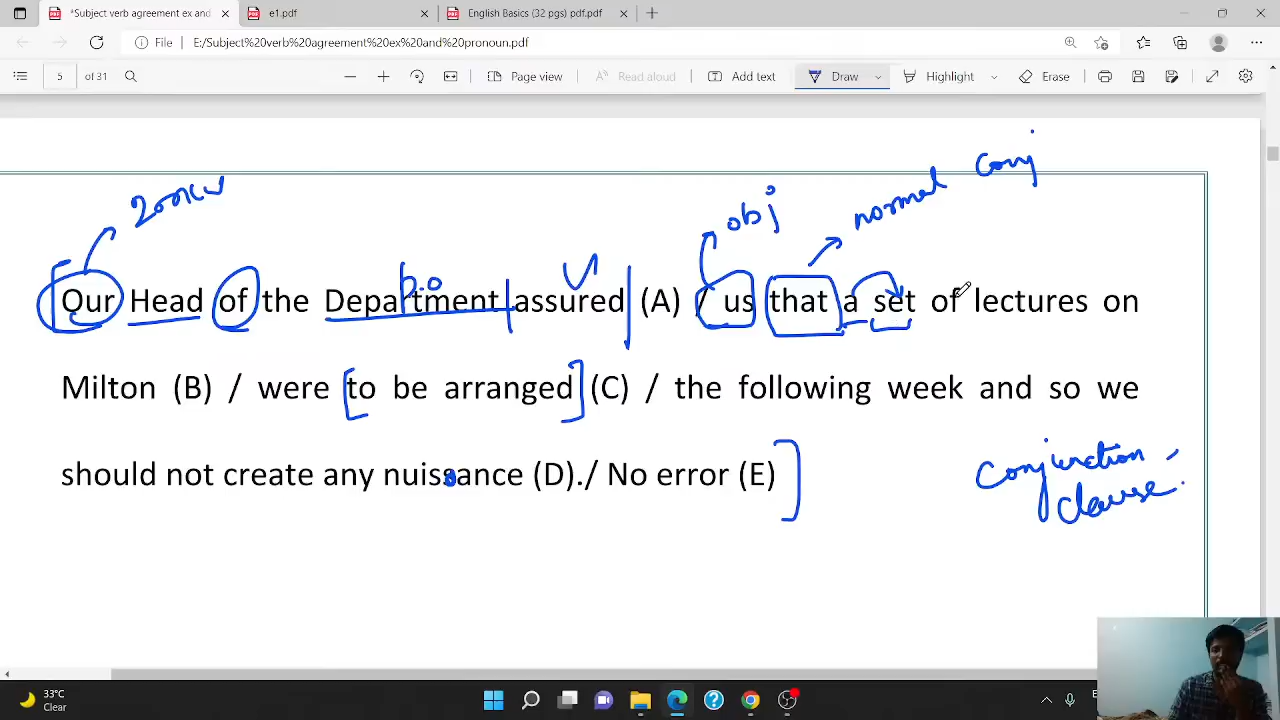 *Subject verb agreement ex and
e1.pdf
English Basics (32 pgs) pdf.pdf
File
E:/Subject%20verb%20agreement%20ex%20and%20pronoun.pdf
5 of 31
Page view
Read aloud
Add text
Draw
Highlight
Erase
normal conj
obj
Our Head of the Department assured (A) / us that a set of lectures on
p.o
Milton (B) / were to be arranged (C) / the following week and so we
should not create any nuisance (D)./ No error (E)
Conjunction -
clause
33°C
Clear